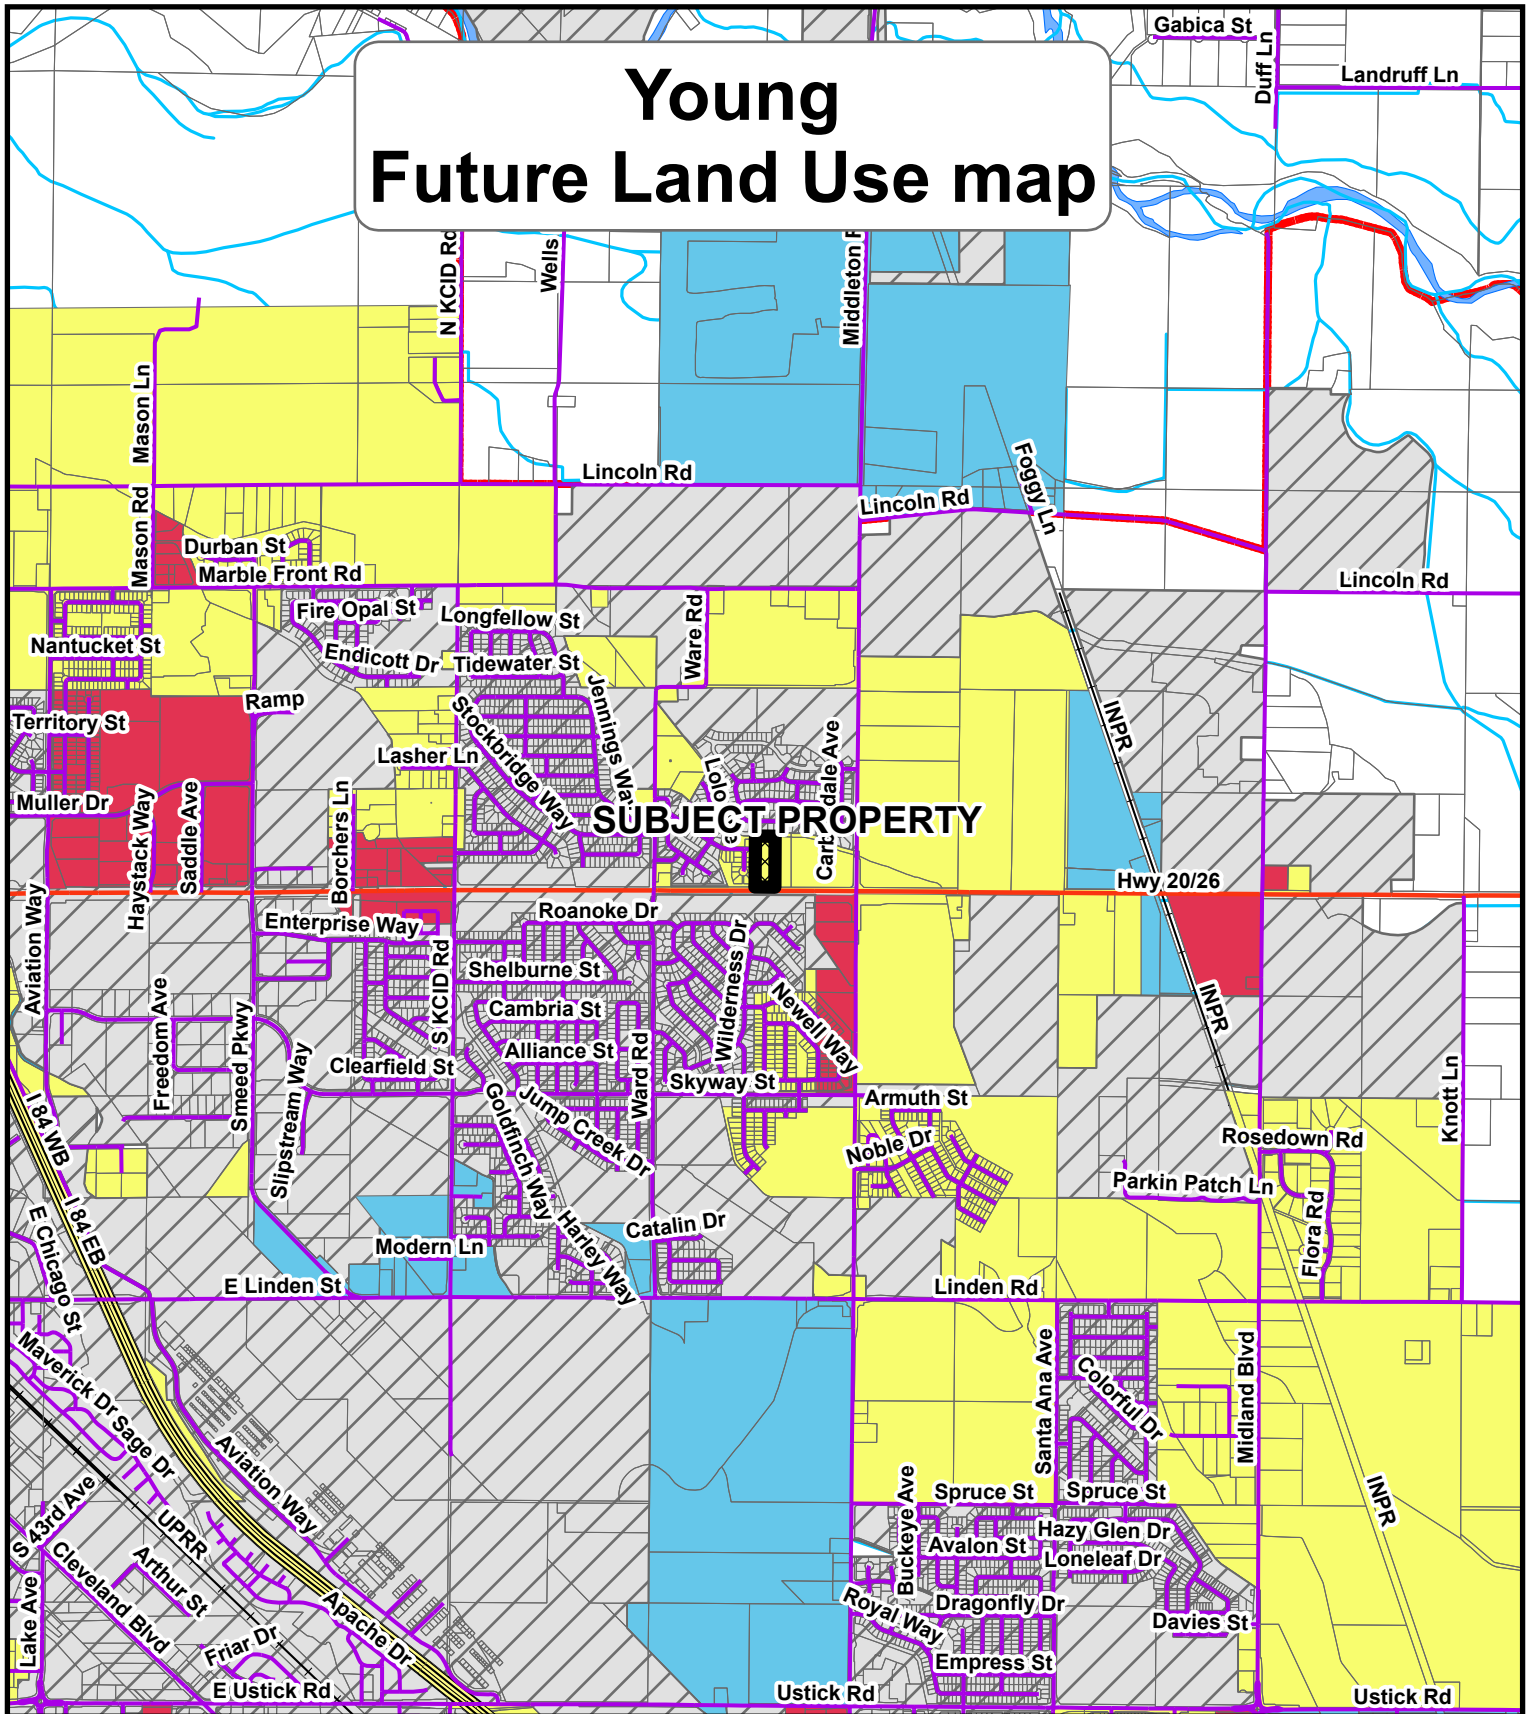 Gabica St
Duff Ln
Landruff Ln
Young
Future Land Use map
N KCID Rd
Wells
Middleton
Mason Ln
Lincoln Rd
Foggy Ln
Lincoln Rd
Mason Rd
Durban St
Marble Front Rd
Lincoln Rd
Fire Opal St
Longfellow St
Ware Rd
Nantucket St
Endicott Dr
Tidewater St
Ramp
Jennings Way
Territory St
Stockbridge Way
INPR
Lasher Ln
Muller Dr
Haystack Way
Saddle Ave
Borchers Ln
SUBJECT PROPERTY
Hwy 20/26
Aviation Way
Enterprise Way
Roanoke Dr
S KCID Rd
Shelburne St
Wilderness Dr
Freedom Ave
Smeed Pkwy
Cambria St
Newell Way
INPR
Slipstream Way
Clearfield St
Alliance St
Ward Rd
Skyway St
Knott Ln
I 84 WB
Goldfinch Way
Jump Creek Dr
Armuth St
Noble Dr
Rosedown Rd
Parkin Patch Ln
Flora Rd
I 84 EB
E Chicago St
Modern Ln
Harley Way
Catalin Dr
E Linden St
Linden Rd
Maverick Dr
Santa Ana Ave
Colorful Dr
Midland Blvd
Sage Dr
Aviation Way
S 43rd Ave
UPRR
Buckeye Ave
Spruce St
Spruce St
INPR
Hazy Glen Dr
Avalon St
Loneleaf Dr
Cleveland Blvd
Arthur St
Lake Ave
Apache Dr
Royal Way
Dragonfly Dr
Davies St
Friar Dr
Empress St
E Ustick Rd
Ustick Rd
Ustick Rd